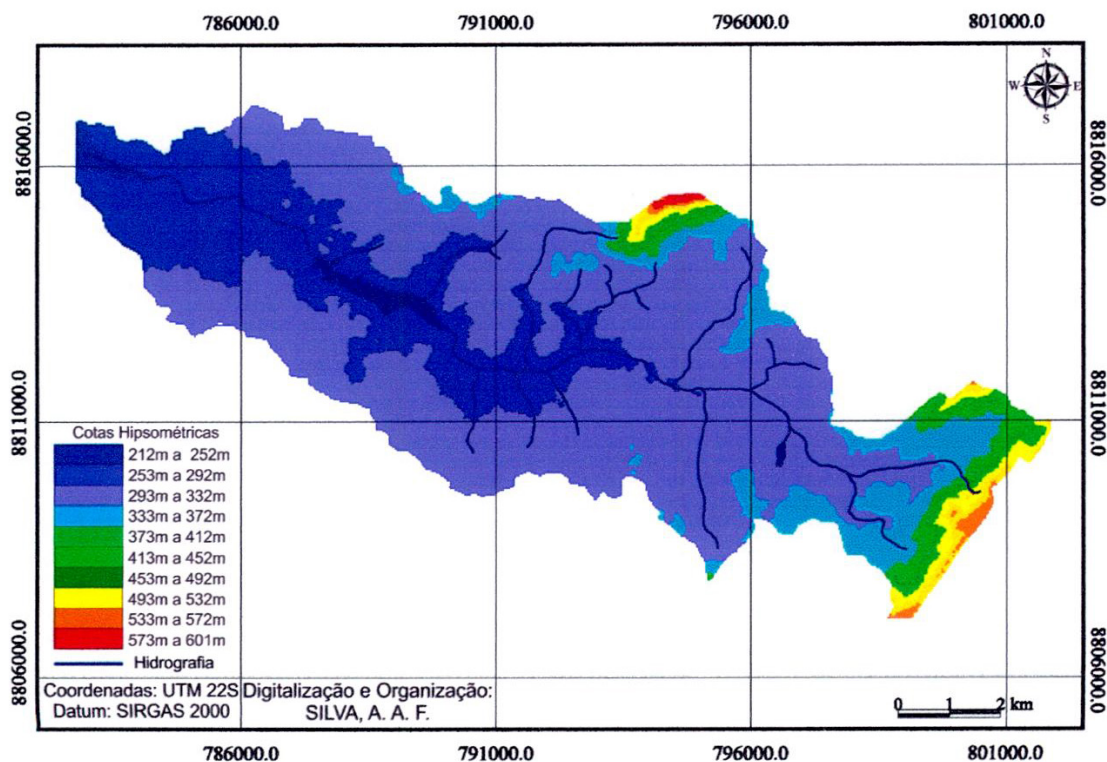 786000.0 791000.0 796000.0 801000.0
N
W E
S
8816000.0 8816000.0
8811000.0 8811000.0
Cotas Hipsométricas
212m a 252m
253m a 292m
293m a 332m
333m a 372m
373m a 412m
413m a 452m
453m a 492m
493m a 532m
533m a 572m
573m a 601m
Hidrografia
8806000.0 8806000.0
Coordenadas: UTM 22S Digitalização e Organização:
Datum: SIRGAS 2000 SILVA, A. A. F.
0 1 2 km
786000.0 791000.0 796000.0 801000.0